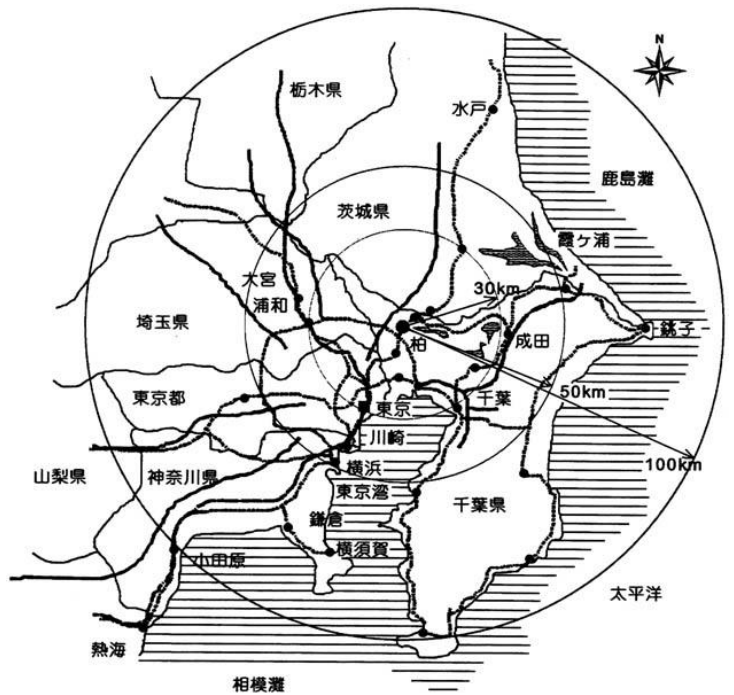 N
栃木県
水戸
鹿島灘
茨城県
霞ヶ浦
大宮
浦和
30km
埼玉県
柏
成田
銚子
東京都
東京
千葉
50km
川崎
100km
山梨県
神奈川県
横浜
東京湾
千葉県
鎌倉
横須賀
小田原
太平洋
熱海
相模灘